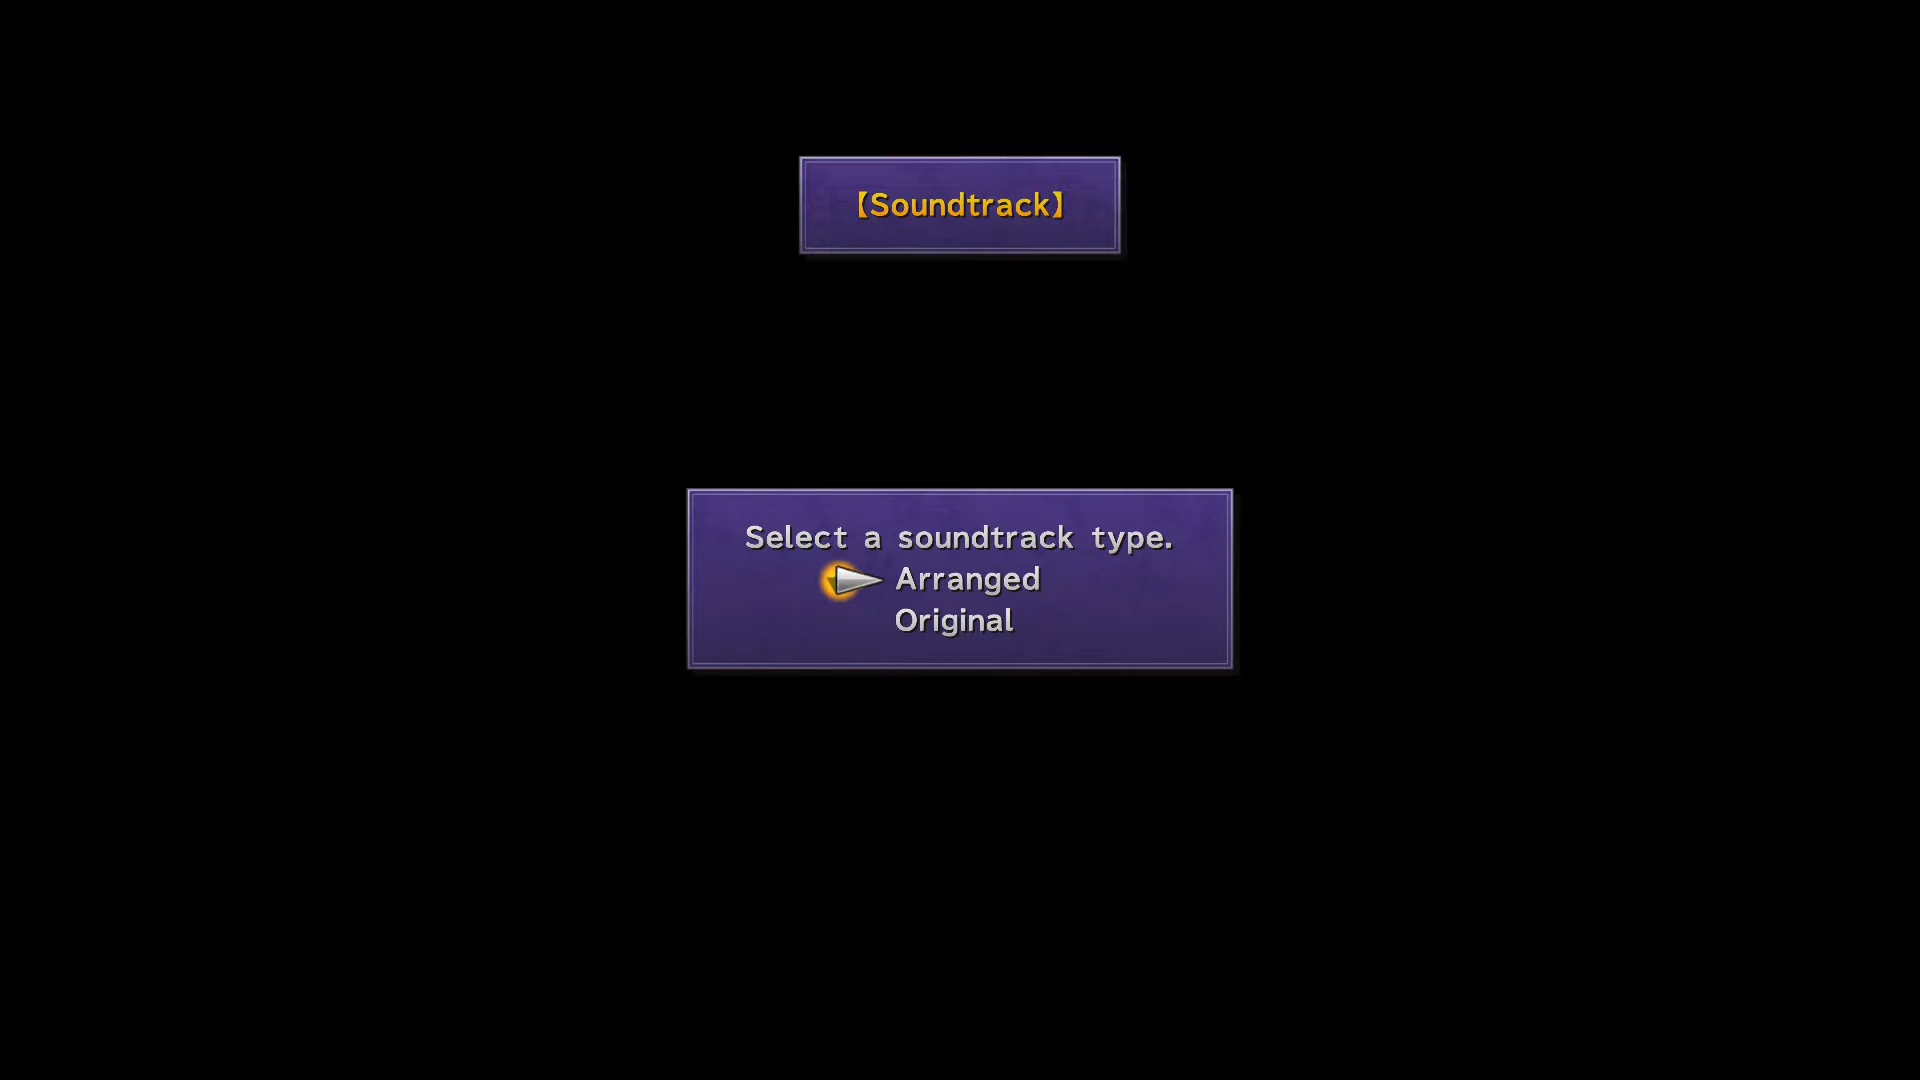 【Soundtrack】
Select a soundtrack type.
Arranged
Original